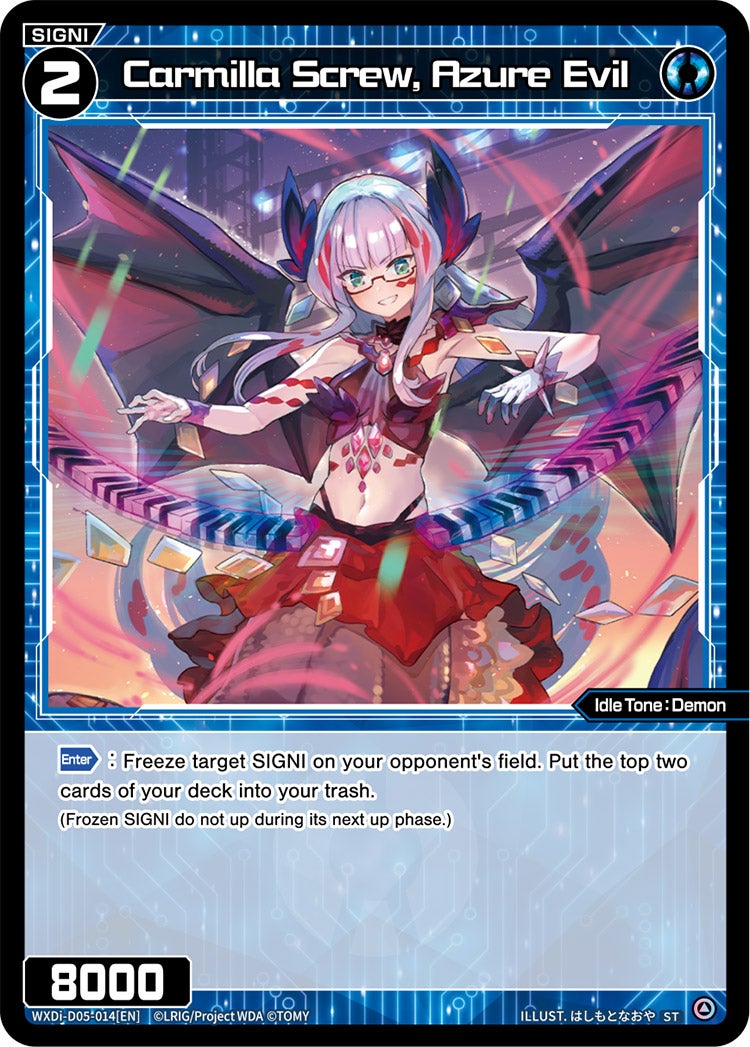 SIGNI
2
Carmilla Screw, Azure Evil
Idle Tone:Demon
Enter : Freeze target SIGNI on your opponent's field. Put the top two
cards of your deck into your trash.
(Frozen SIGNI do not up during its next up phase.)
8000
WXDi-D05-014[EN] ©LRIG/Project WDA ©TOMY ILLUST. はしもとなおや ST